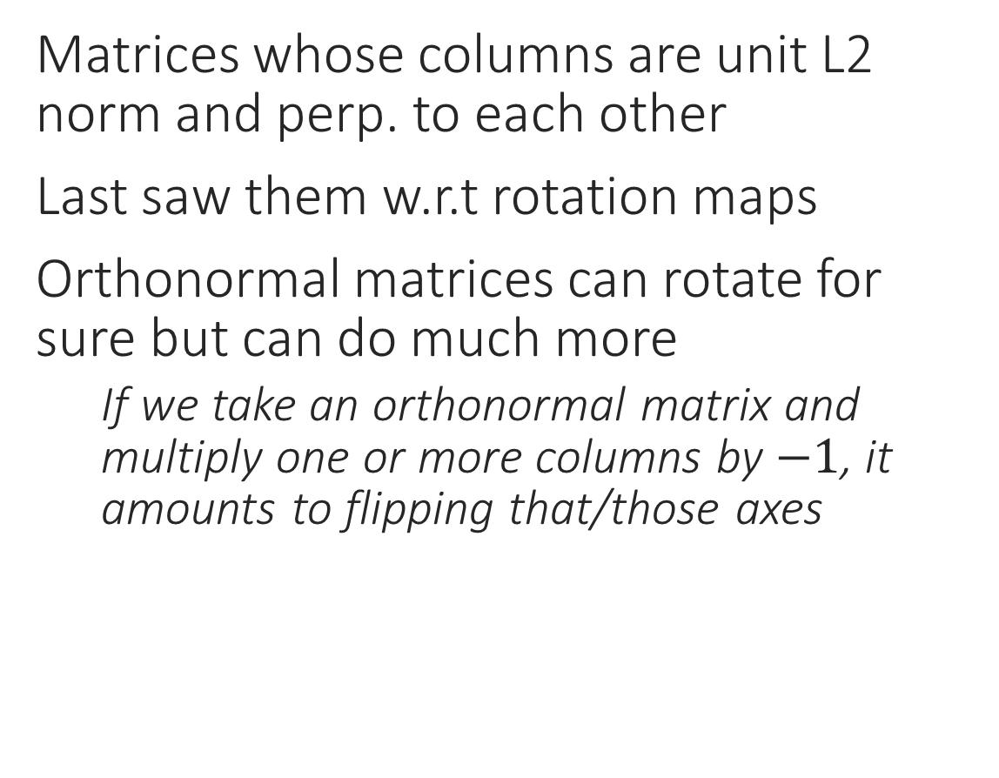 Matrices whose columns are unit L2
norm and perp. to each other
Last saw them w.r.t rotation maps
Orthonormal matrices can rotate for
sure but can do much more
If we take an orthonormal matrix and
multiply one or more columns by −1, it
amounts to flipping that/those axes